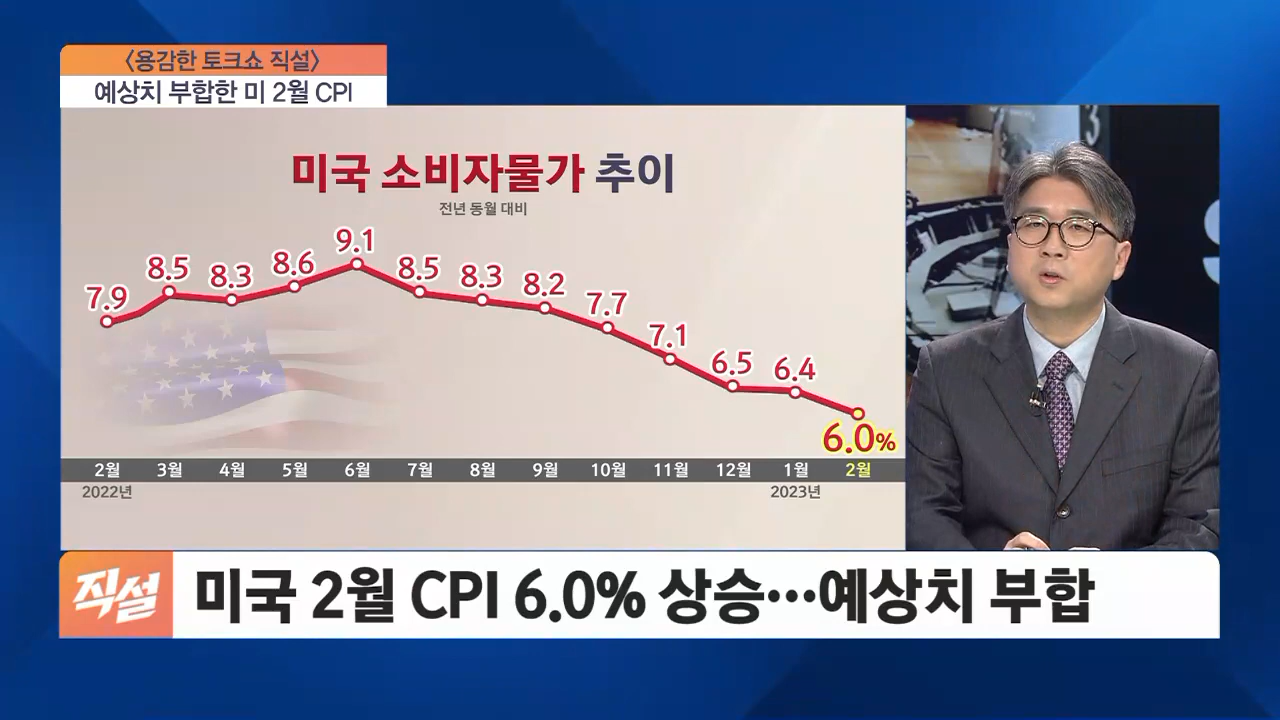 <용감한 토크쇼 직설>
예상치 부합한 미 2월 CPI
미국 소비자물가 추이
전년 동월 대비
7.9 8.5 8.3 8.6 9.1 8.5 8.3 8.2 7.7 7.1 6.5 6.4 6.0%
2월 3월 4월 5월 6월 7월 8월 9월 10월 11월 12월 1월 2월
2022년 2023년
직설 미국 2월 CPI 6.0% 상승…예상치 부합
3